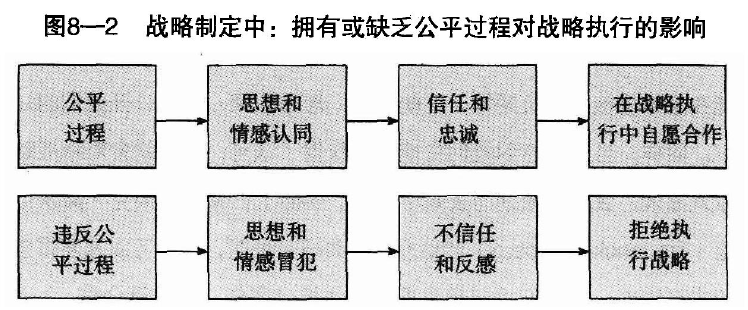 图8—2 战略制定中：拥有或缺乏公平过程对战略执行的影响
公平
过程
思想和
情感认同
信任和
忠诚
在战略执
行中自愿合作
违反公
平过程
思想和
情感冒犯
不信任
和反感
拒绝执
行战略